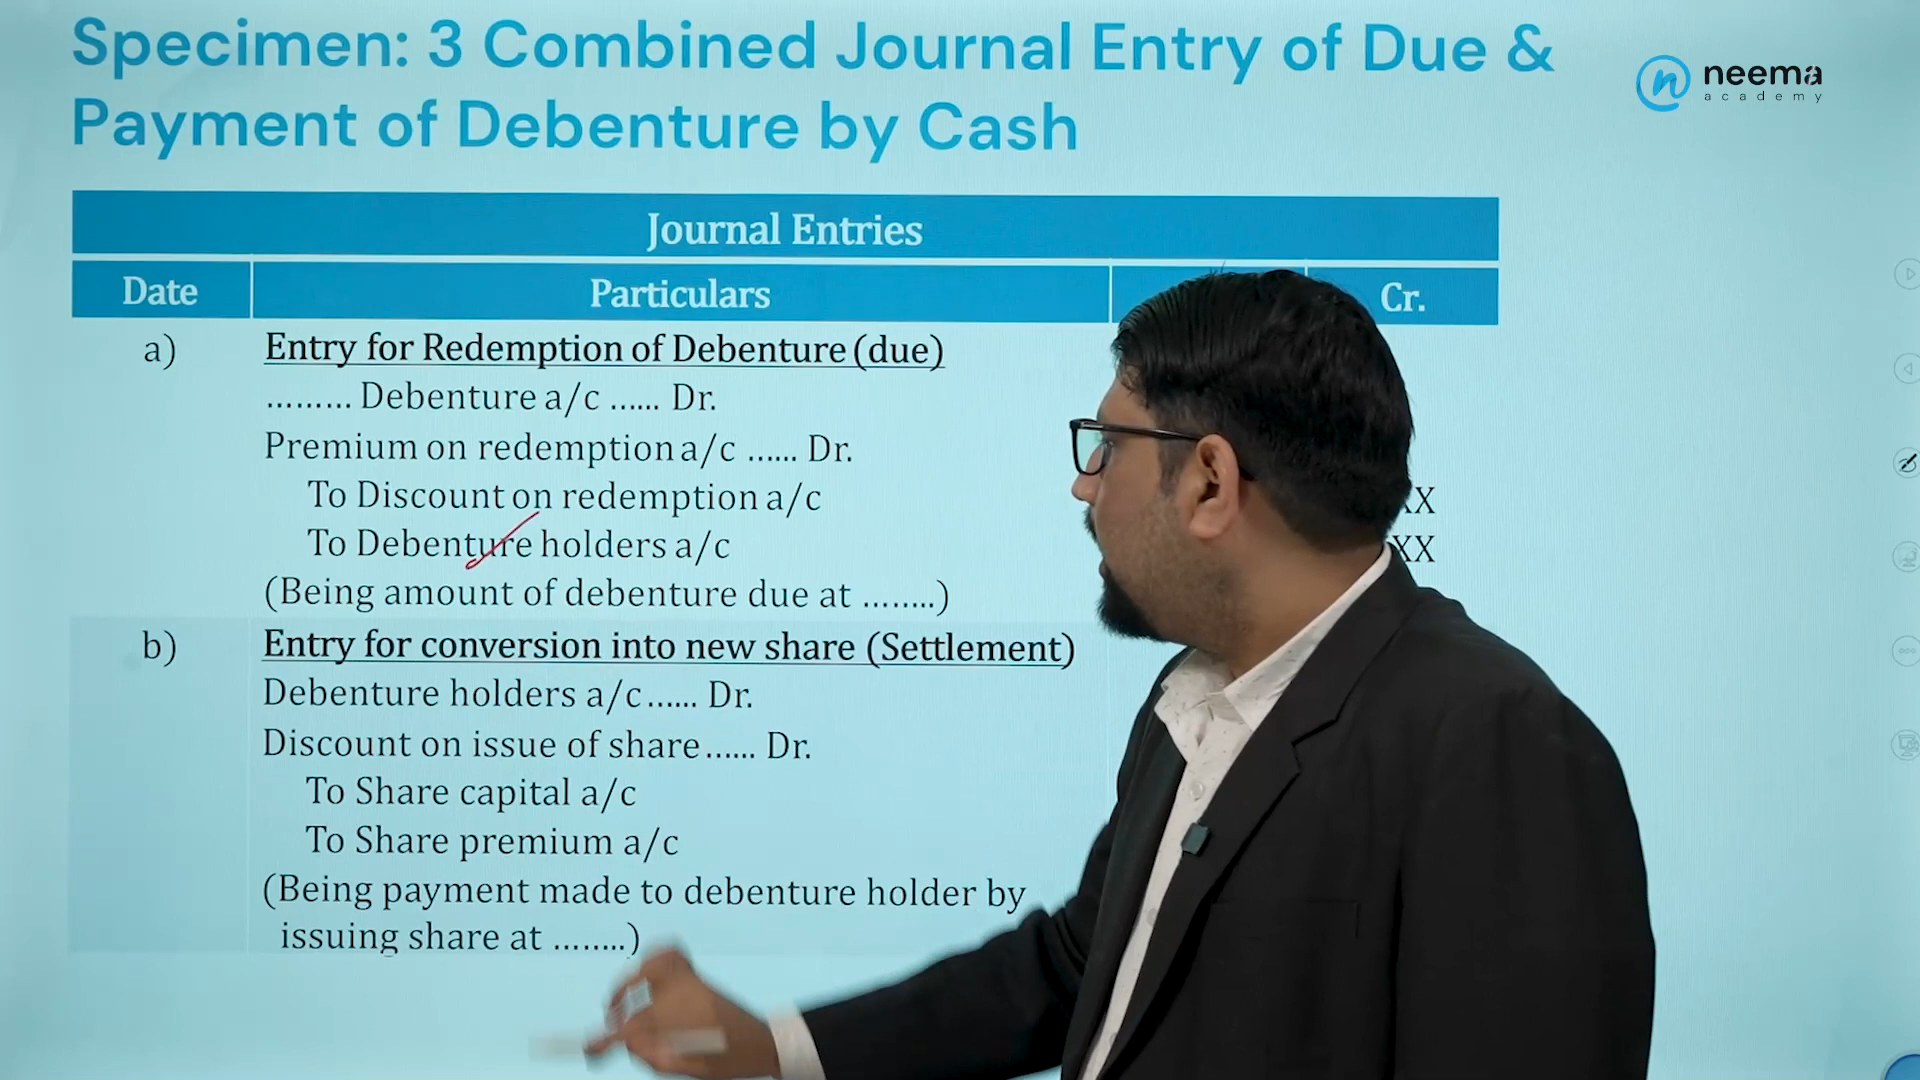 Specimen: 3 Combined Journal Entry of Due &
Payment of Debenture by Cash
neema
academy
Journal Entries
Date Particulars Cr.
a) Entry for Redemption of Debenture (due)
......... Debenture a/c ...... Dr.
Premium on redemption a/c ...... Dr.
To Discount on redemption a/c XX
To Debenture holders a/c XX
(Being amount of debenture due at ........)
b) Entry for conversion into new share (Settlement)
Debenture holders a/c ...... Dr.
Discount on issue of share ...... Dr.
To Share capital a/c
To Share premium a/c
(Being payment made to debenture holder by
issuing share at ........)